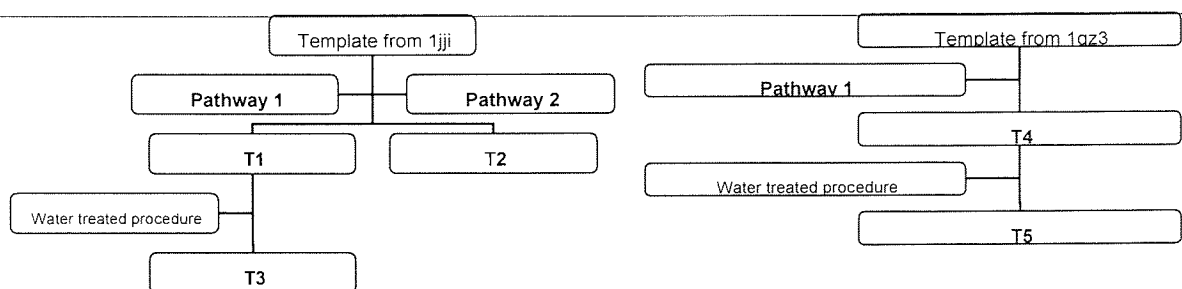 Template from 1jji
Pathway 1
Pathway 2
T1
T2
Water treated procedure
T3
Template from 1qz3
Pathway 1
T4
Water treated procedure
T5